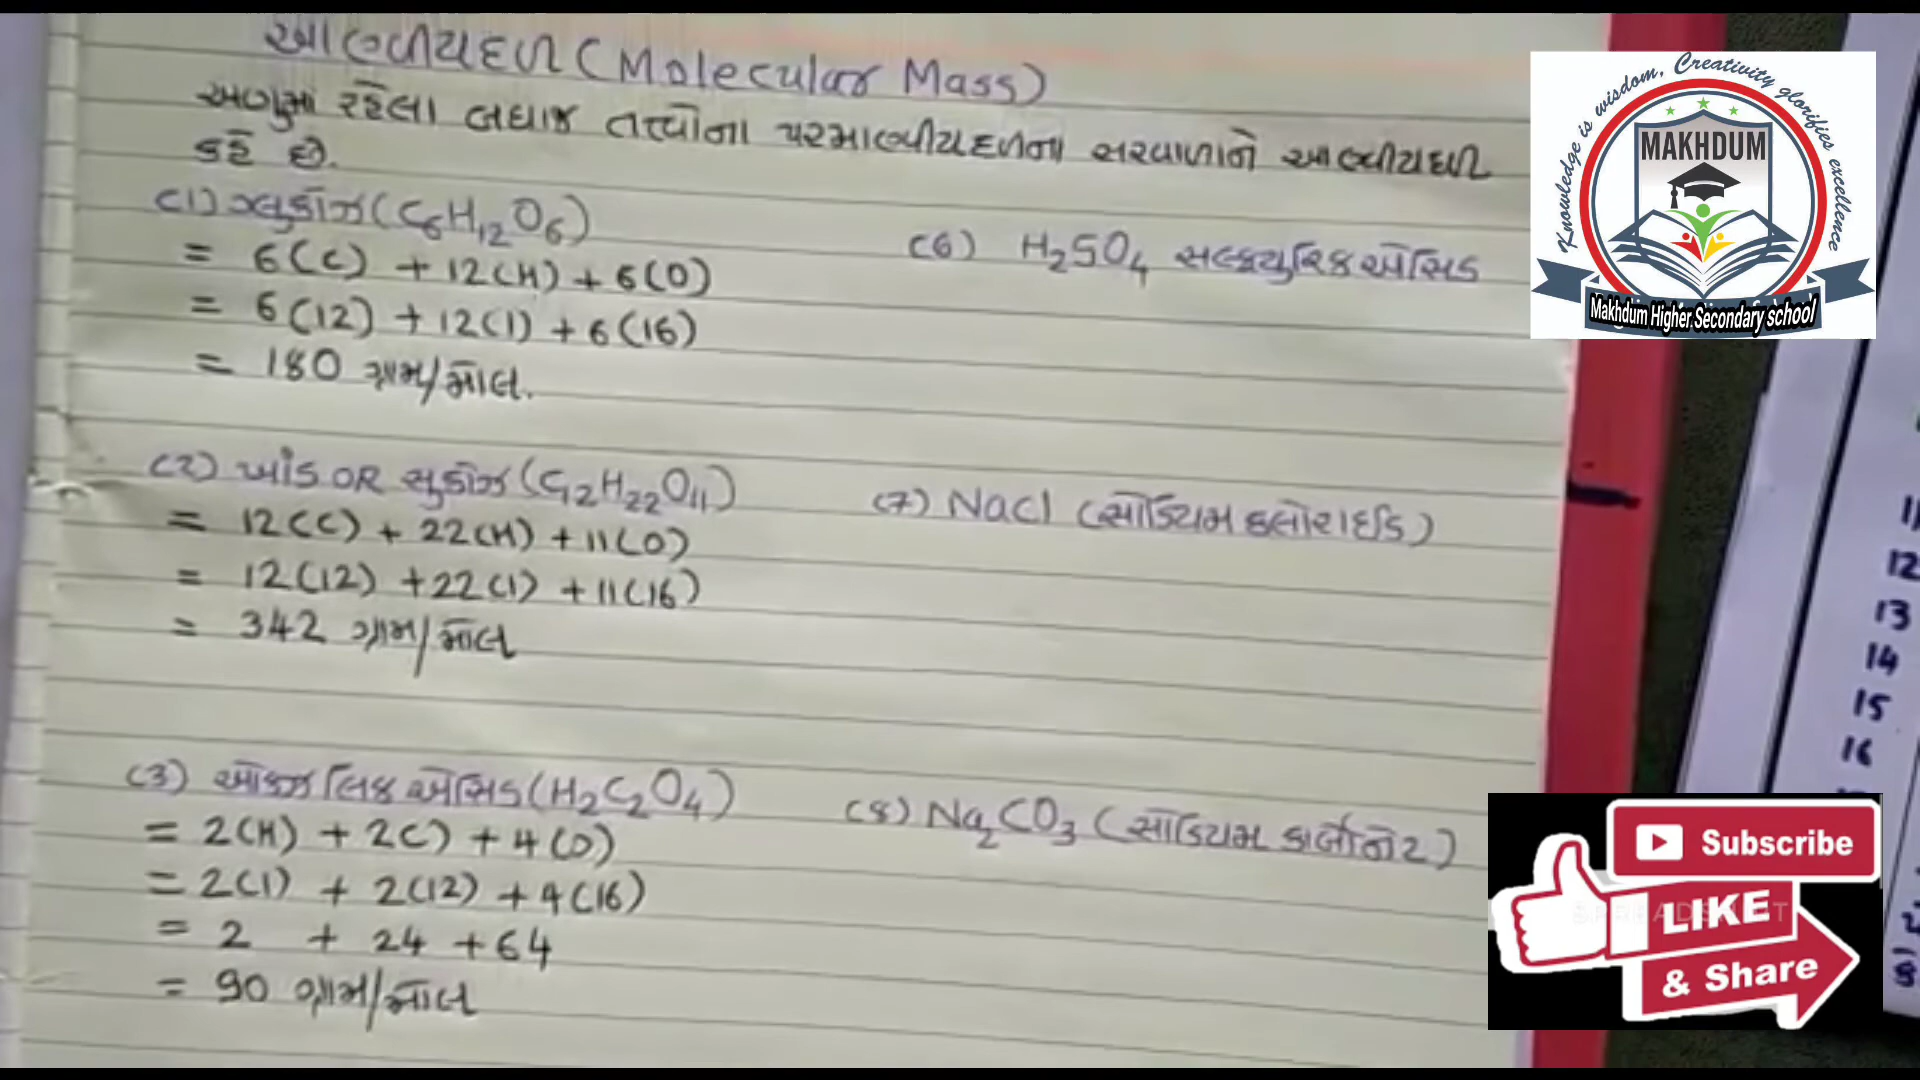 આણ્વીયદળ (Molecular Mass)
અણુમાં રહેલા બધાજ તત્ત્વોના પરમાણ્વીયદળના સરવાળાને આણ્વીયદળ
કહે છે.
(1) ગ્લુકોઝ (C6H12O6)
= 6(C) + 12(H) + 6(O)
= 6(12) + 12(1) + 6(16)
= 180 ગ્રામ/મોલ.
(2) ખાંડ OR સુક્રોઝ (C12H22O11)
= 12(C) + 22(H) + 11(O)
= 12(12) + 22(1) + 11(16)
= 342 ગ્રામ/મોલ
(3) ઓક્ઝલિક એસિડ (H2C2O4)
= 2(H) + 2C) + 4(O)
= 2(1) + 2(12) + 4(16)
= 2 + 24 + 64
= 90 ગ્રામ/મોલ
(6) H2SO4 સલ્ફ્યુરિક એસિડ
(7) NaCl (સોડિયમ ક્લોરાઈડ)
(8) Na2CO3 (સોડિયમ કાર્બોનેટ)
Knowledge is wisdom, Creativity glorifies excellence
MAKHDUM
Makhdum Higher Secondary school
11
12
13
14
15
16
Subscribe
LIKE
& Share